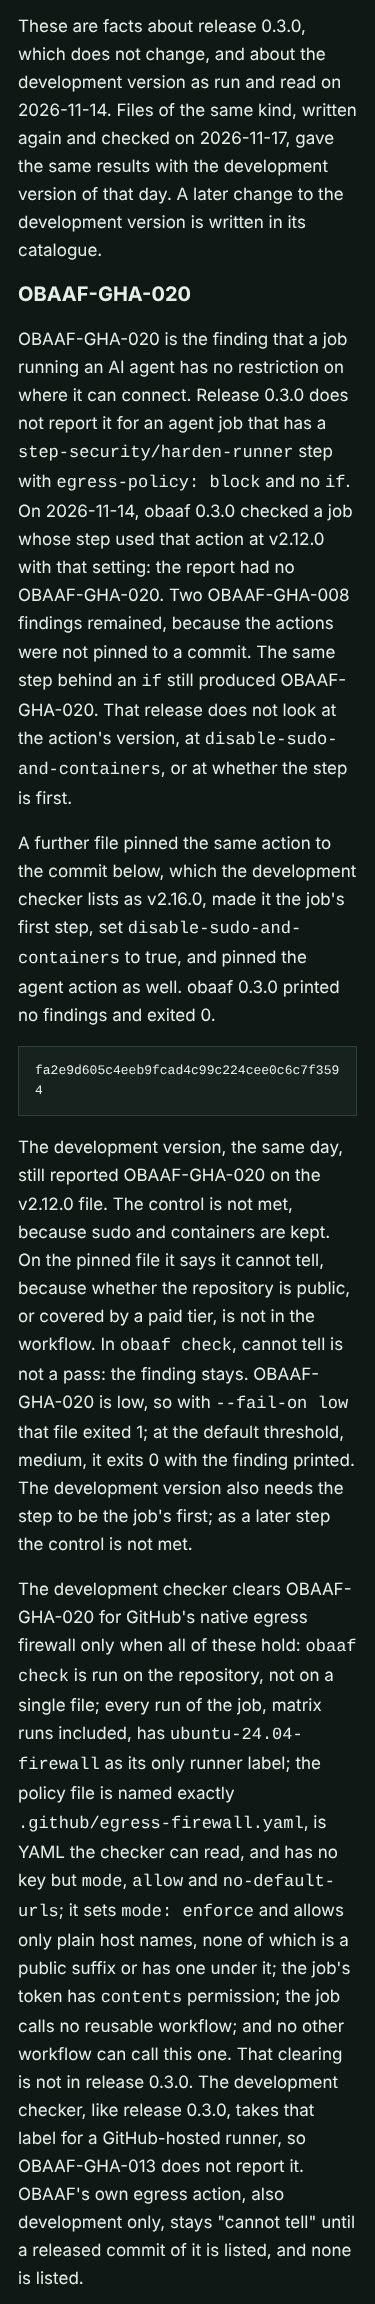 These are facts about release 0.3.0,
which does not change, and about the
development version as run and read on
2026-11-14. Files of the same kind, written
again and checked on 2026-11-17, gave
the same results with the development
version of that day. A later change to the
development version is written in its
catalogue.
OBAAF-GHA-020
OBAAF-GHA-020 is the finding that a job
running an AI agent has no restriction on
where it can connect. Release 0.3.0 does
not report it for an agent job that has a
step-security/harden-runner step
with egress-policy: block and no if.
On 2026-11-14, obaaf 0.3.0 checked a job
whose step used that action at v2.12.0
with that setting: the report had no
OBAAF-GHA-020. Two OBAAF-GHA-008
findings remained, because the actions
were not pinned to a commit. The same
step behind an if still produced OBAAF-
GHA-020. That release does not look at
the action's version, at disable-sudo-
and-containers, or at whether the step
is first.
A further file pinned the same action to
the commit below, which the development
checker lists as v2.16.0, made it the job's
first step, set disable-sudo-and-
containers to true, and pinned the
agent action as well. obaaf 0.3.0 printed
no findings and exited 0.
fa2e9d605c4eeb9fcad4c99c224cee0c6c7f359
4
The development version, the same day,
still reported OBAAF-GHA-020 on the
v2.12.0 file. The control is not met,
because sudo and containers are kept.
On the pinned file it says it cannot tell,
because whether the repository is public,
or covered by a paid tier, is not in the
workflow. In obaaf check, cannot tell is
not a pass: the finding stays. OBAAF-
GHA-020 is low, so with --fail-on low
that file exited 1; at the default threshold,
medium, it exits 0 with the finding printed.
The development version also needs the
step to be the job's first; as a later step
the control is not met.
The development checker clears OBAAF-
GHA-020 for GitHub's native egress
firewall only when all of these hold: obaaf
check is run on the repository, not on a
single file; every run of the job, matrix
runs included, has ubuntu-24.04-
firewall as its only runner label; the
policy file is named exactly
.github/egress-firewall.yaml, is
YAML the checker can read, and has no
key but mode, allow and no-default-
urls; it sets mode: enforce and allows
only plain host names, none of which is a
public suffix or has one under it; the job's
token has contents permission; the job
calls no reusable workflow; and no other
workflow can call this one. That clearing
is not in release 0.3.0. The development
checker, like release 0.3.0, takes that
label for a GitHub-hosted runner, so
OBAAF-GHA-013 does not report it.
OBAAF's own egress action, also
development only, stays "cannot tell" until
a released commit of it is listed, and none
is listed.